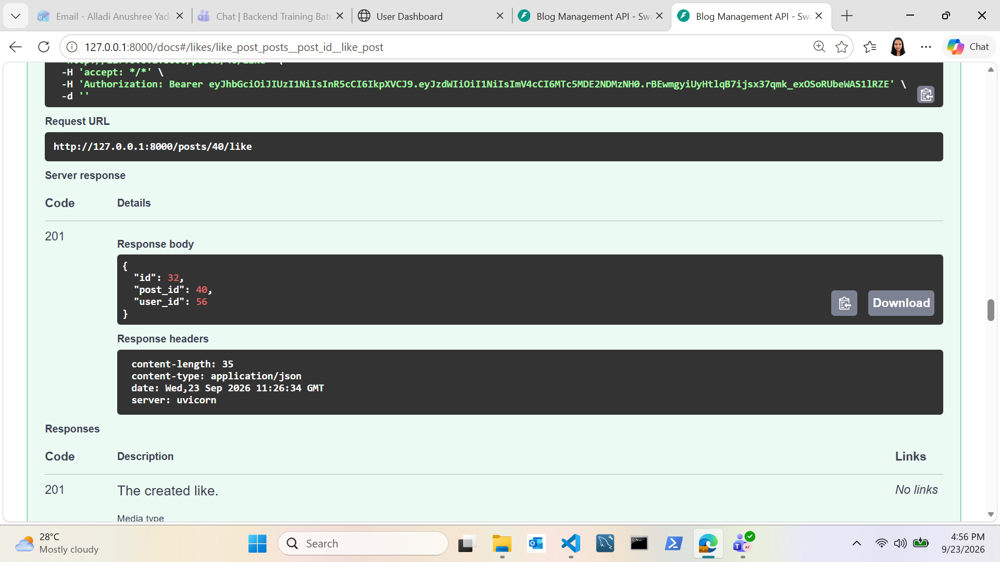 Email - Alladi Anushree Yada
Chat | Backend Training Batc
User Dashboard
Blog Management API - Swa
Blog Management API - Swa
127.0.0.1:8000/docs#/likes/like_post_posts__post_id__like_post
Chat
-H 'accept: */*' \
-H 'Authorization: Bearer eyJhbGciOiJIUzI1NiIsInR5cCI6IkpXVCJ9.eyJzdWIiOiI1NiIsImV4cCI6MTc5MDE2NDMzNH0.rBEwmgyiUyHtlqB7ijsx37qmk_exOSoRUbeWAS1lRZE' \
-d ''
Request URL
http://127.0.0.1:8000/posts/40/like
Server response
Code Details
201
Response body
{
"id": 32,
"post_id": 40,
"user_id": 56
}
Download
Response headers
content-length: 35
content-type: application/json
date: Wed,23 Sep 2026 11:26:34 GMT
server: uvicorn
Responses
Code Description Links
201 The created like. No links
Media type
28°C
Mostly cloudy
Search
AY
4:56 PM
9/23/2026